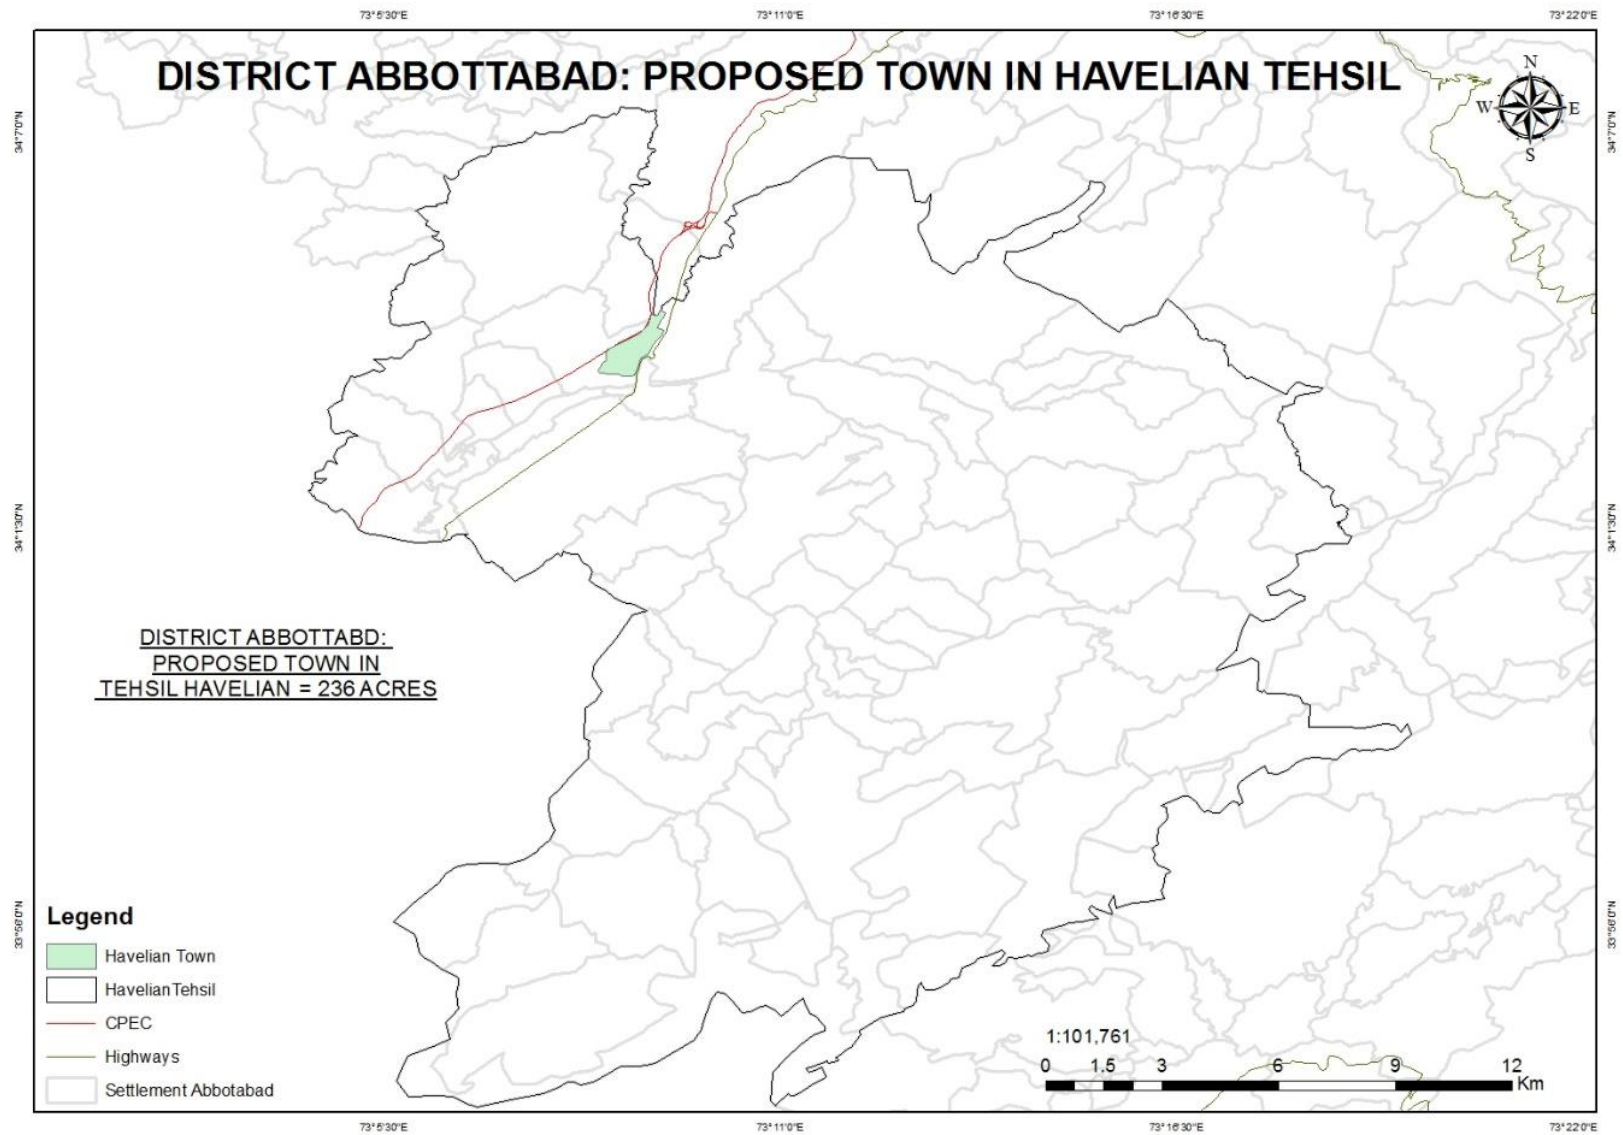 73°5'30"E 73°11'0"E 73°16'30"E 73°22'0"E
DISTRICT ABBOTTABAD: PROPOSED TOWN IN HAVELIAN TEHSIL
N
W E
S
34°7'0"N 34°7'0"N
34°1'30"N 34°1'30"N
DISTRICT ABBOTTABD:
PROPOSED TOWN IN
TEHSIL HAVELIAN = 236 ACRES
33°56'0"N 33°56'0"N
Legend
Havelian Town
Havelian Tehsil
CPEC
Highways
Settlement Abbotabad
1:101,761
0 1.5 3 6 9 12
Km
73°5'30"E 73°11'0"E 73°16'30"E 73°22'0"E